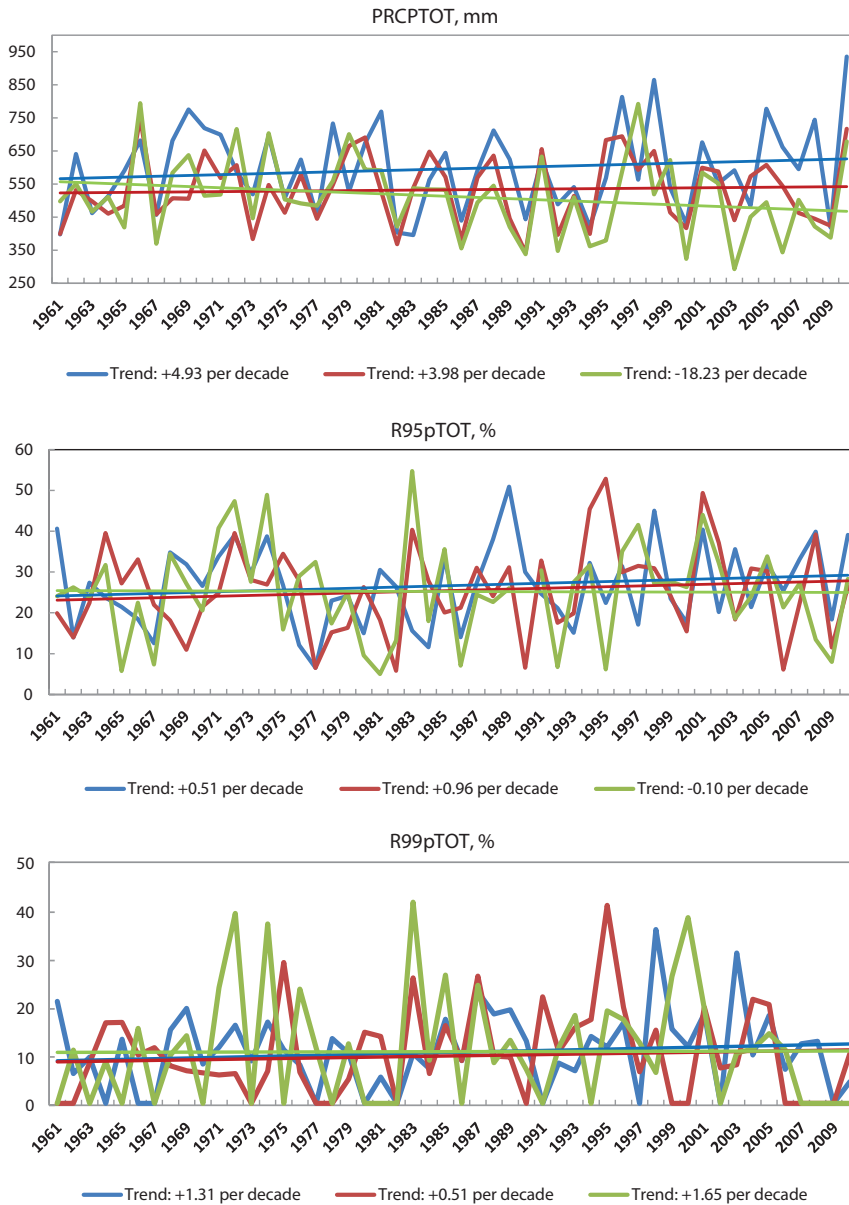 PRCPTOT, mm
950
850
750
650
550
450
350
250
1961 1963 1965 1967 1969 1971 1973 1975 1977 1979 1981 1983 1985 1987 1989 1991 1993 1995 1997 1999 2001 2003 2005 2007 2009
Trend: +4.93 per decade Trend: +3.98 per decade Trend: -18.23 per decade
R95pTOT, %
60
50
40
30
20
10
0
1961 1963 1965 1967 1969 1971 1973 1975 1977 1979 1981 1983 1985 1987 1989 1991 1993 1995 1997 1999 2001 2003 2005 2007 2009
Trend: +0.51 per decade Trend: +0.96 per decade Trend: -0.10 per decade
R99pTOT, %
50
40
30
20
10
0
1961 1963 1965 1967 1969 1971 1973 1975 1977 1979 1981 1983 1985 1987 1989 1991 1993 1995 1997 1999 2001 2003 2005 2007 2009
Trend: +1.31 per decade Trend: +0.51 per decade Trend: +1.65 per decade